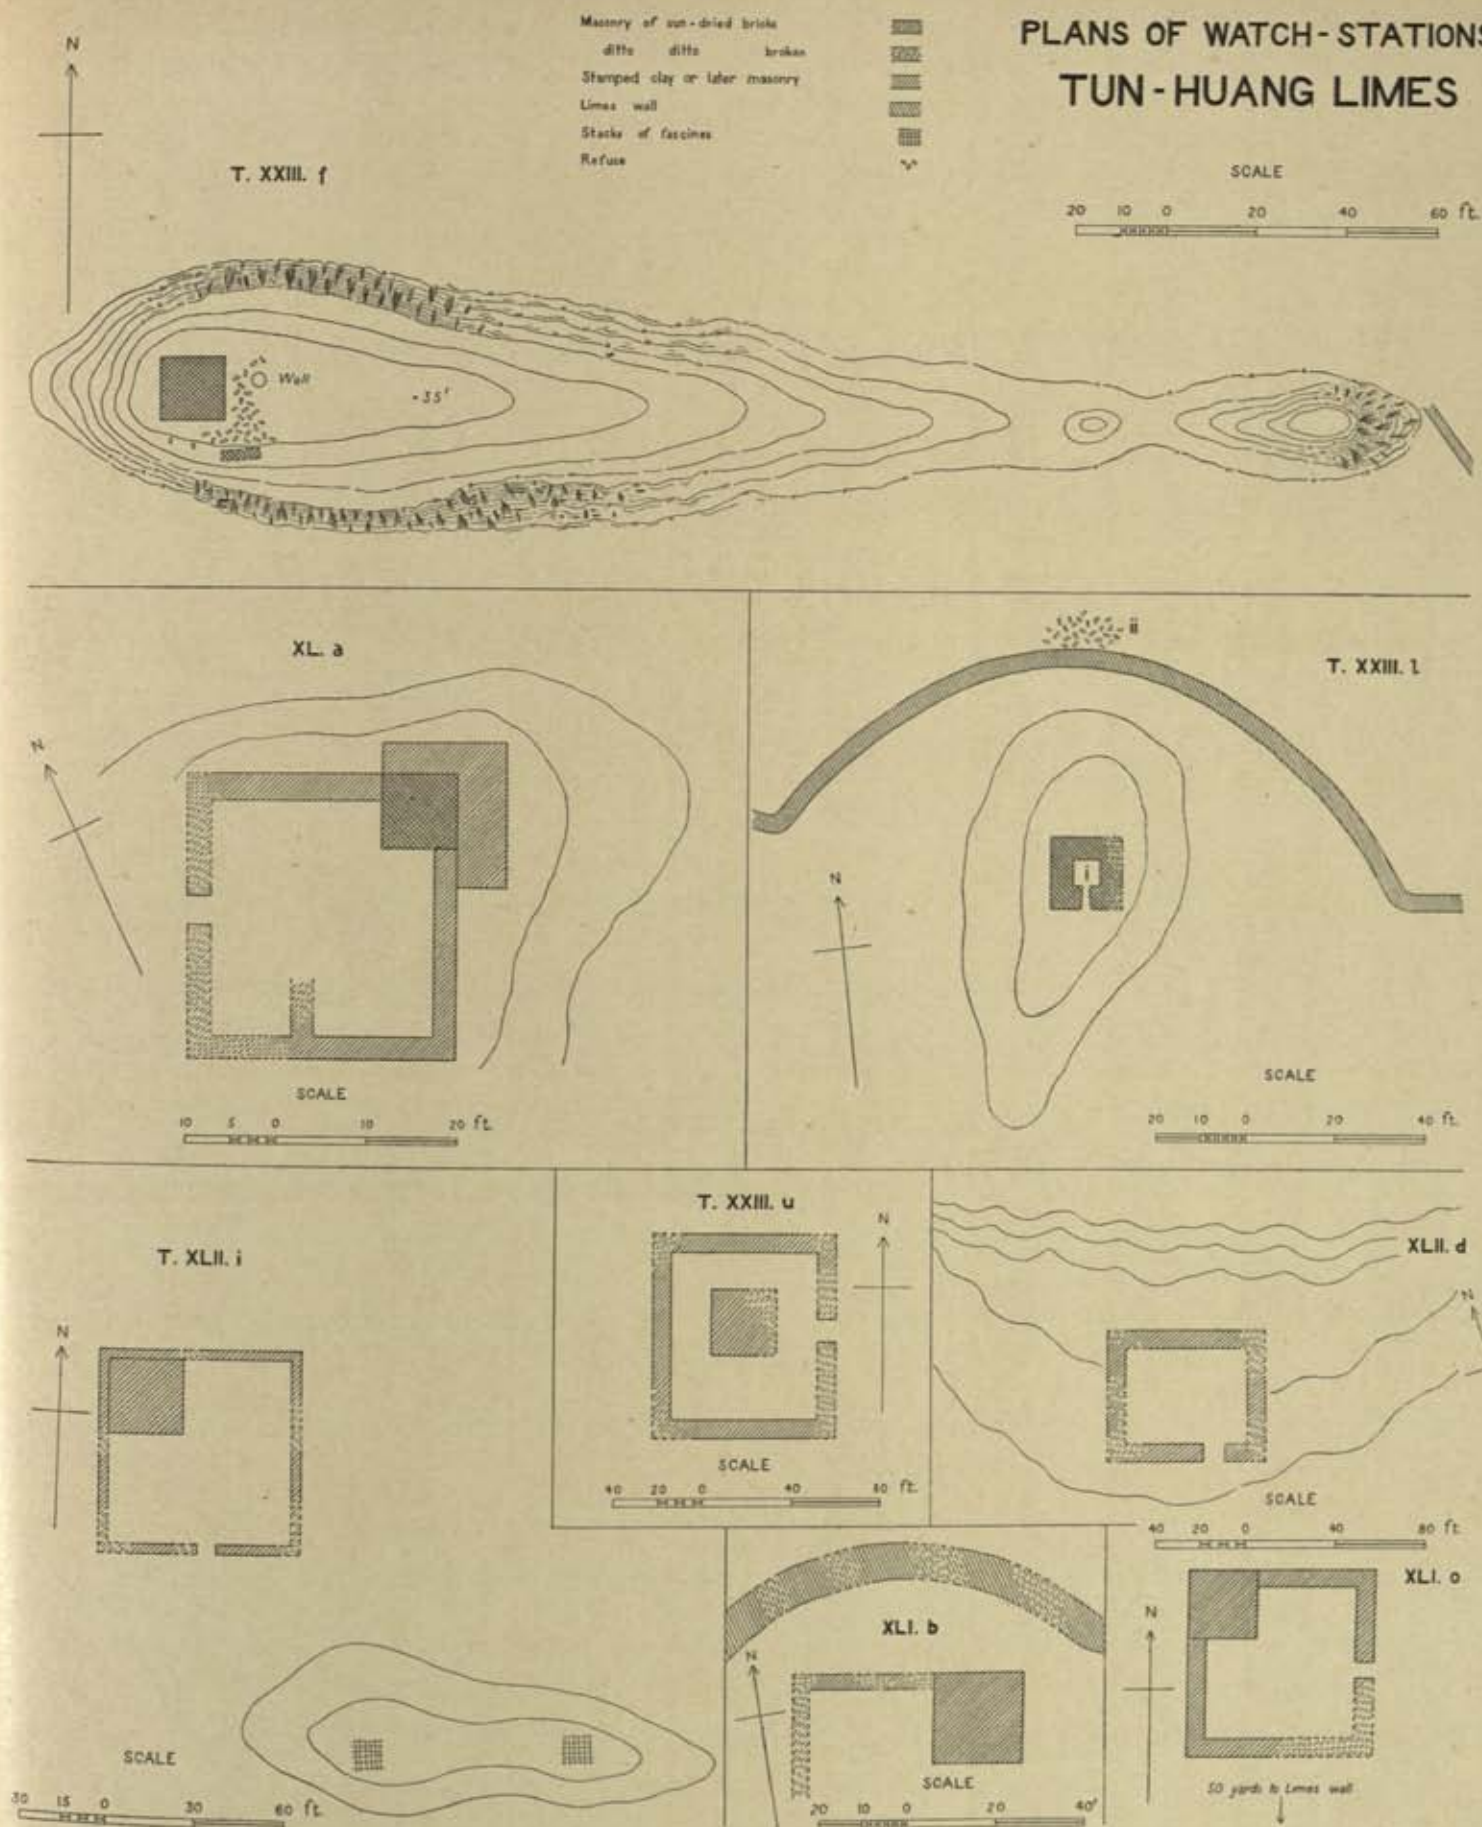 PLANS OF WATCH-STATIONS
TUN-HUANG LIMES
Masonry of sun-dried bricks
ditto ditto broken
Stamped clay or later masonry
Limes wall
Stacks of fascines
Refuse
SCALE
20 10 0 20 40 60 ft.
N
T. XXIII. f
Well
·35'
XL. a
N
SCALE
10 5 0 10 20 ft.
ii
T. XXIII. l
i
N
SCALE
20 10 0 20 40 ft.
T. XLII. i
N
SCALE
30 15 0 30 60 ft.
T. XXIII. u
N
SCALE
40 20 0 40 80 ft.
XLII. d
N
SCALE
40 20 0 40 80 ft
XLI. b
N
SCALE
20 10 0 20 40'
XLI. o
N
50 yards to Limes wall